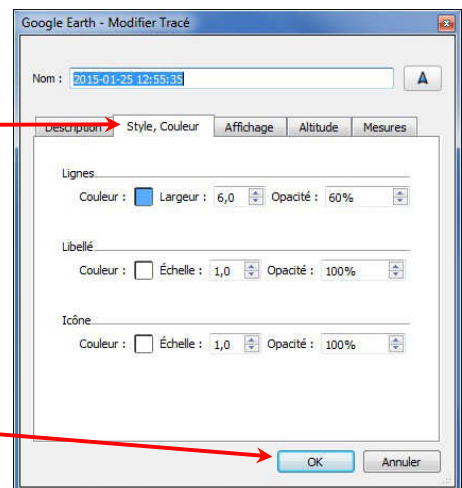 Google Earth - Modifier Tracé
Nom : 2015-01-25 12:55:35
A
Description Style, Couleur Affichage Altitude Mesures
Lignes
Couleur : Largeur : 6,0 Opacité : 60%
Libellé
Couleur : Échelle : 1,0 Opacité : 100%
Icône
Couleur : Échelle : 1,0 Opacité : 100%
OK Annuler